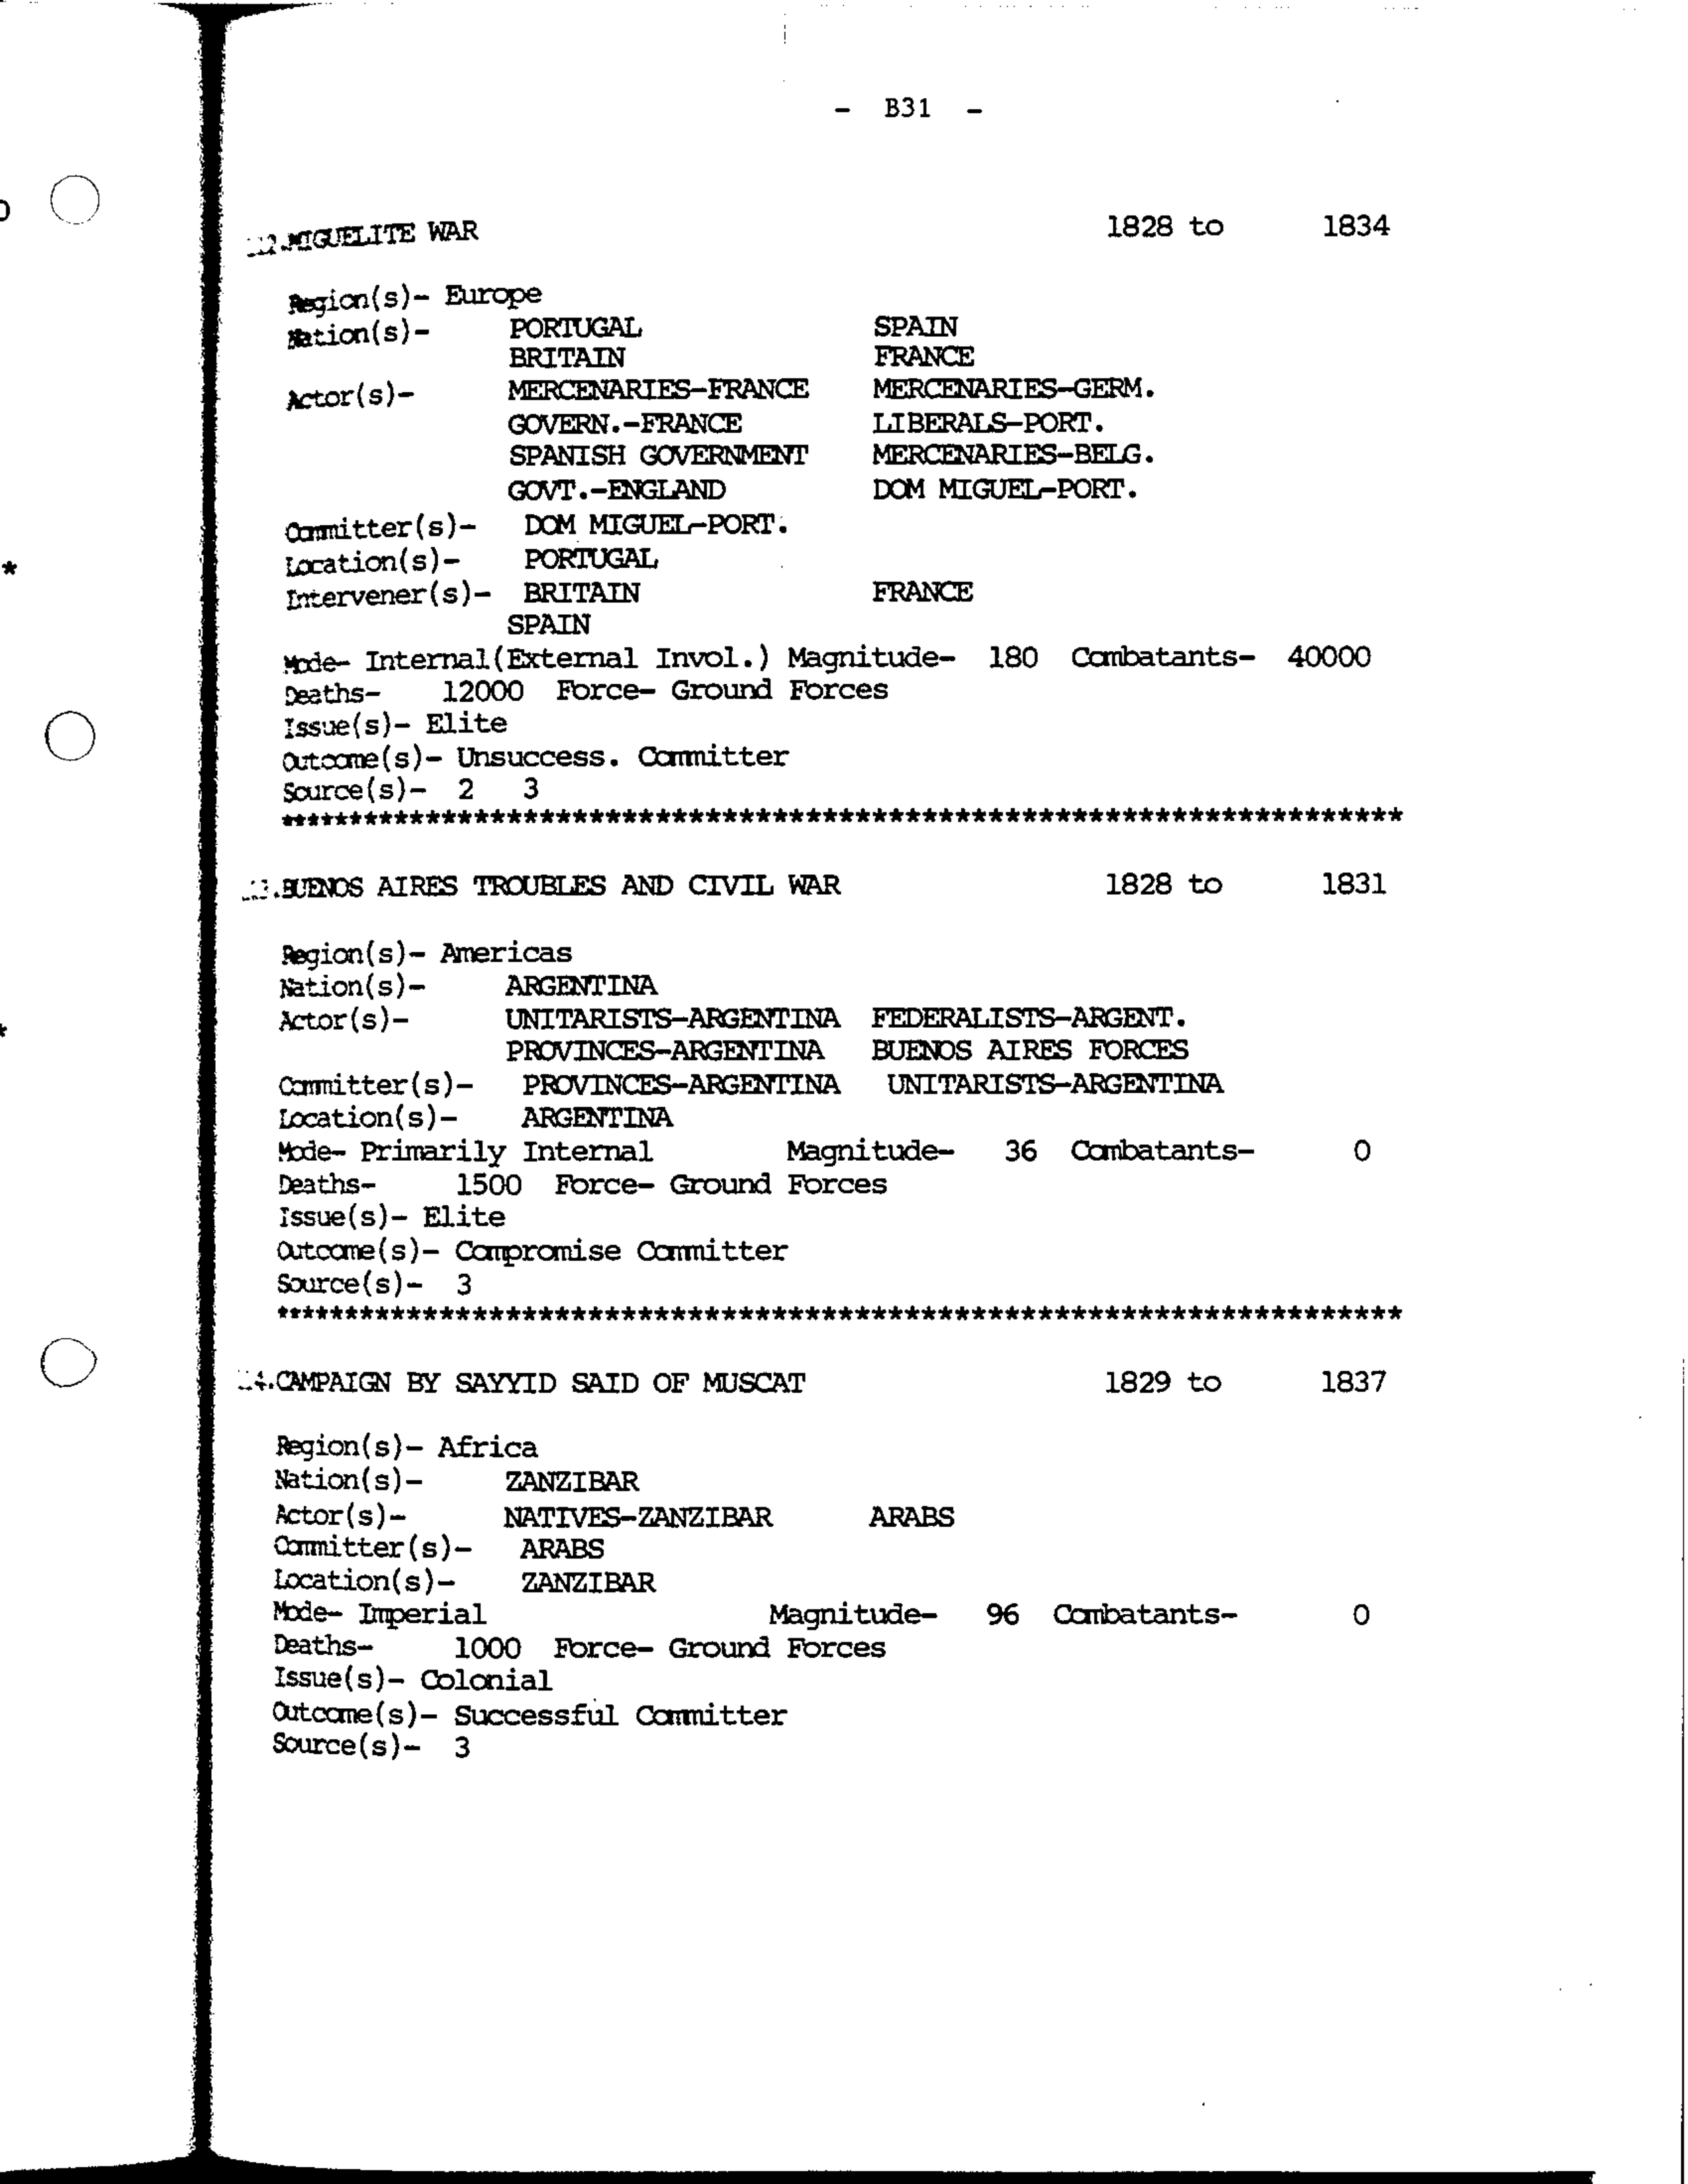 - B31 -
MIGUELITE WAR 1828 to 1834
Region(s)- Europe
Nation(s)- PORTUGAL SPAIN
BRITAIN FRANCE
Actor(s)- MERCENARIES-FRANCE MERCENARIES-GERM.
GOVERN.-FRANCE LIBERALS-PORT.
SPANISH GOVERNMENT MERCENARIES-BELG.
GOVT.-ENGLAND DOM MIGUEL-PORT.
Committer(s)- DOM MIGUEL-PORT.
Location(s)- PORTUGAL
Intervener(s)- BRITAIN FRANCE
SPAIN
Mode- Internal(External Invol.) Magnitude- 180 Combatants- 40000
Deaths- 12000 Force- Ground Forces
Issue(s)- Elite
Outcome(s)- Unsuccess. Committer
Source(s)- 2 3
********************************************************************
BUENOS AIRES TROUBLES AND CIVIL WAR 1828 to 1831
Region(s)- Americas
Nation(s)- ARGENTINA
Actor(s)- UNITARISTS-ARGENTINA FEDERALISTS-ARGENT.
PROVINCES-ARGENTINA BUENOS AIRES FORCES
Committer(s)- PROVINCES-ARGENTINA UNITARISTS-ARGENTINA
Location(s)- ARGENTINA
Mode- Primarily Internal Magnitude- 36 Combatants- 0
Deaths- 1500 Force- Ground Forces
Issue(s)- Elite
Outcome(s)- Compromise Committer
Source(s)- 3
********************************************************************
CAMPAIGN BY SAYYID SAID OF MUSCAT 1829 to 1837
Region(s)- Africa
Nation(s)- ZANZIBAR
Actor(s)- NATIVES-ZANZIBAR ARABS
Committer(s)- ARABS
Location(s)- ZANZIBAR
Mode- Imperial Magnitude- 96 Combatants- 0
Deaths- 1000 Force- Ground Forces
Issue(s)- Colonial
Outcome(s)- Successful Committer
Source(s)- 3